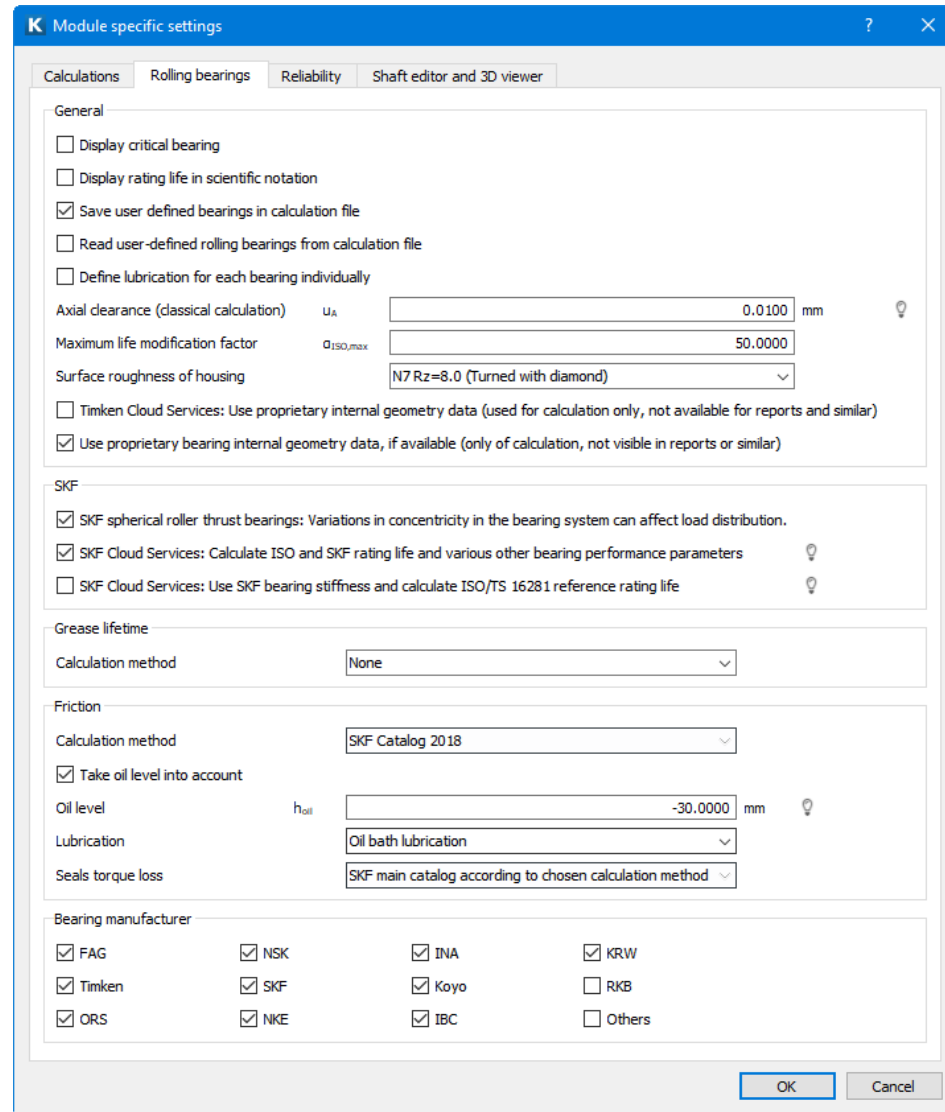 K Module specific settings ? ×
Calculations Rolling bearings Reliability Shaft editor and 3D viewer
General
Display critical bearing
Display rating life in scientific notation
Save user defined bearings in calculation file
Read user-defined rolling bearings from calculation file
Define lubrication for each bearing individually
Axial clearance (classical calculation) uA 0.0100 mm
Maximum life modification factor aISO,max 50.0000
Surface roughness of housing N7 Rz=8.0 (Turned with diamond)
Timken Cloud Services: Use proprietary internal geometry data (used for calculation only, not available for reports and similar)
Use proprietary bearing internal geometry data, if available (only of calculation, not visible in reports or similar)
SKF
SKF spherical roller thrust bearings: Variations in concentricity in the bearing system can affect load distribution.
SKF Cloud Services: Calculate ISO and SKF rating life and various other bearing performance parameters
SKF Cloud Services: Use SKF bearing stiffness and calculate ISO/TS 16281 reference rating life
Grease lifetime
Calculation method None
Friction
Calculation method SKF Catalog 2018
Take oil level into account
Oil level hoil -30.0000 mm
Lubrication Oil bath lubrication
Seals torque loss SKF main catalog according to chosen calculation method
Bearing manufacturer
FAG NSK INA KRW
Timken SKF Koyo RKB
ORS NKE IBC Others
OK Cancel